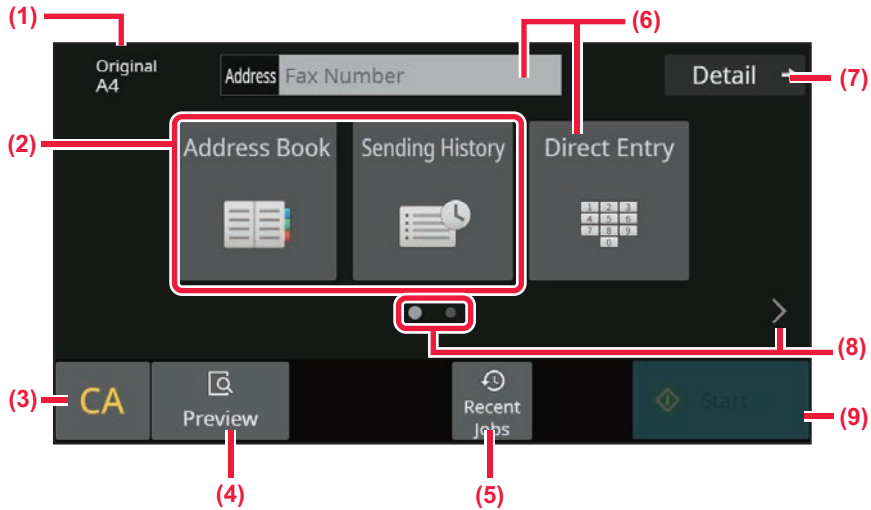 (1)
(6)
Original
A4
Address Fax Number
Detail
(7)
(2)
Address Book
Sending History
Direct Entry
1 2 3
4 5 6
7 8 9
0
(8)
(3)
CA
Preview
Recent
Jobs
Start
(9)
(4)
(5)